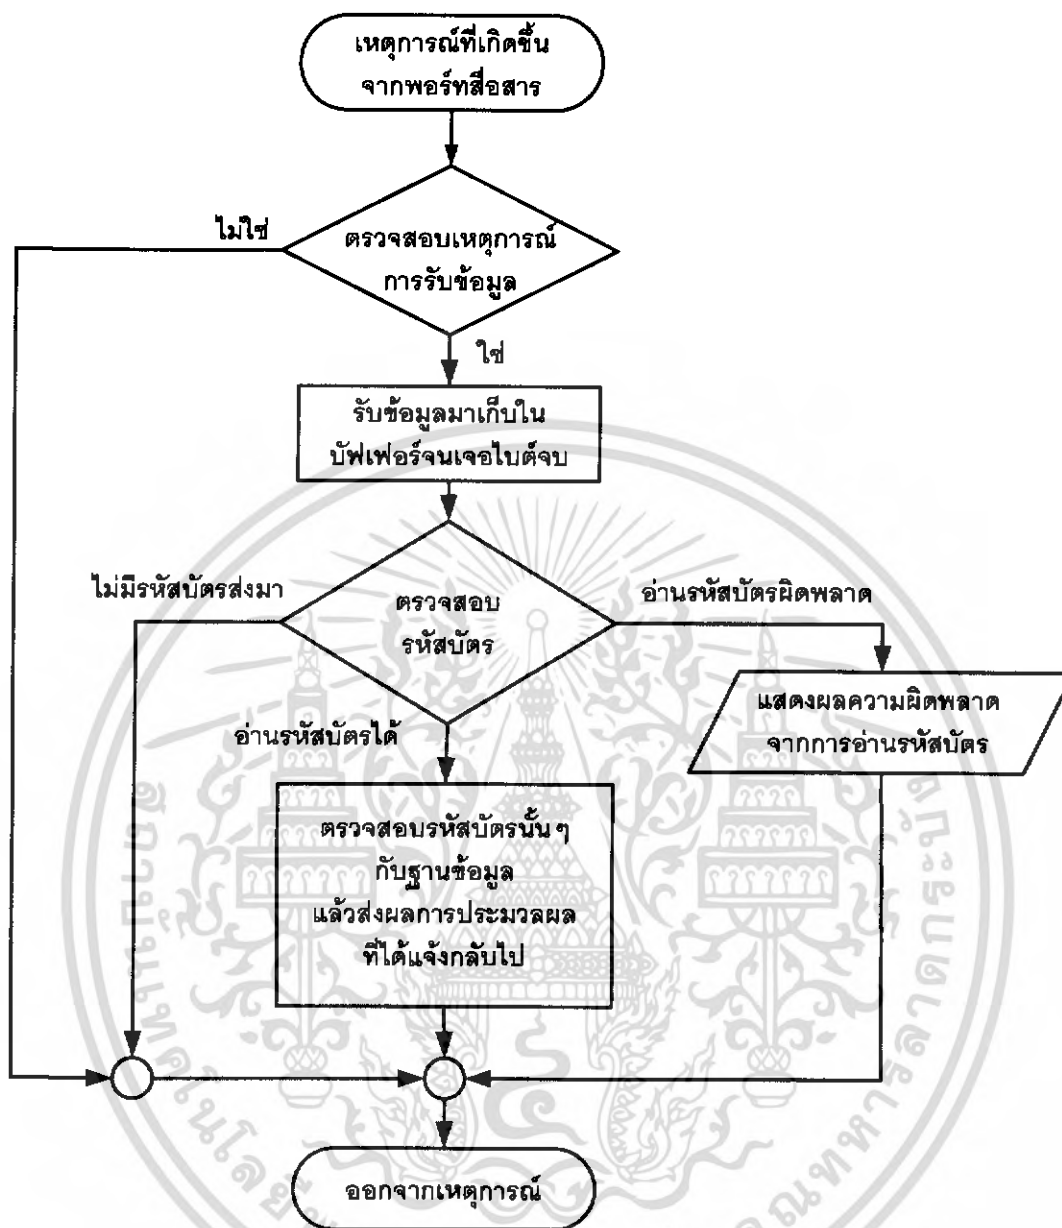 เหตุการณ์ที่เกิดขึ้น
จากพอร์ทสื่อสาร
ไม่ใช่
ตรวจสอบเหตุการณ์
การรับข้อมูล
ใช่
รับข้อมูลมาเก็บใน
บัฟเฟอร์จนเจอไบต์จบ
ไม่มีรหัสบัตรส่งมา
ตรวจสอบ
รหัสบัตร
อ่านรหัสบัตรผิดพลาด
อ่านรหัสบัตรได้
แสดงผลความผิดพลาด
จากการอ่านรหัสบัตร
ตรวจสอบรหัสบัตรนั้นๆ
กับฐานข้อมูล
แล้วส่งผลการประมวลผล
ที่ได้แจ้งกลับไป
ออกจากเหตุการณ์